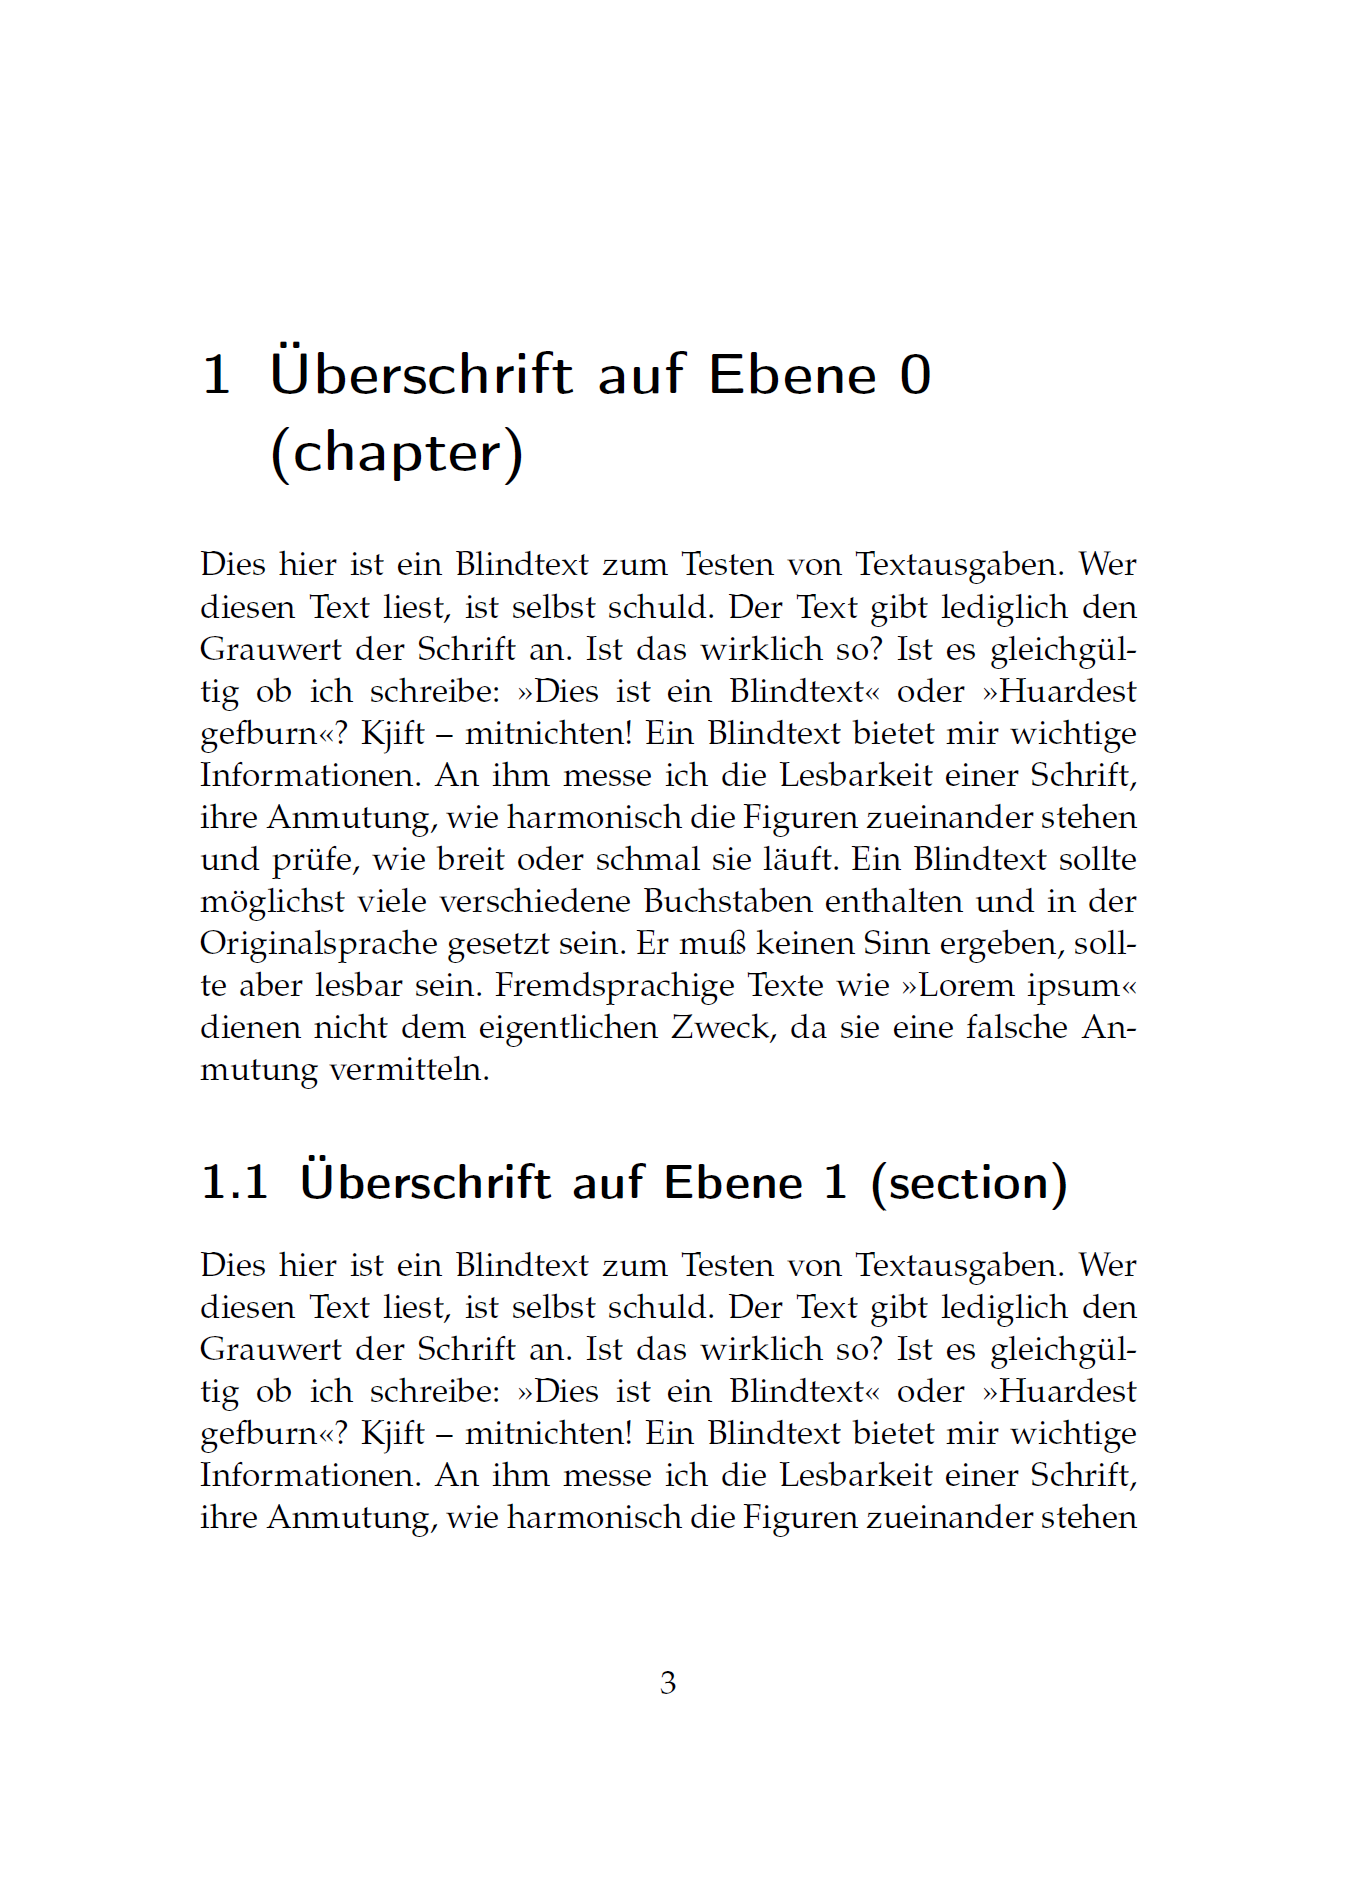 1 Überschrift auf Ebene 0
(chapter)
Dies hier ist ein Blindtext zum Testen von Textausgaben. Wer
diesen Text liest, ist selbst schuld. Der Text gibt lediglich den
Grauwert der Schrift an. Ist das wirklich so? Ist es gleichgül-
tig ob ich schreibe: »Dies ist ein Blindtext« oder »Huardest
gefburn«? Kjift – mitnichten! Ein Blindtext bietet mir wichtige
Informationen. An ihm messe ich die Lesbarkeit einer Schrift,
ihre Anmutung, wie harmonisch die Figuren zueinander stehen
und prüfe, wie breit oder schmal sie läuft. Ein Blindtext sollte
möglichst viele verschiedene Buchstaben enthalten und in der
Originalsprache gesetzt sein. Er muß keinen Sinn ergeben, soll-
te aber lesbar sein. Fremdsprachige Texte wie »Lorem ipsum«
dienen nicht dem eigentlichen Zweck, da sie eine falsche An-
mutung vermitteln.
1.1 Überschrift auf Ebene 1 (section)
Dies hier ist ein Blindtext zum Testen von Textausgaben. Wer
diesen Text liest, ist selbst schuld. Der Text gibt lediglich den
Grauwert der Schrift an. Ist das wirklich so? Ist es gleichgül-
tig ob ich schreibe: »Dies ist ein Blindtext« oder »Huardest
gefburn«? Kjift – mitnichten! Ein Blindtext bietet mir wichtige
Informationen. An ihm messe ich die Lesbarkeit einer Schrift,
ihre Anmutung, wie harmonisch die Figuren zueinander stehen
3